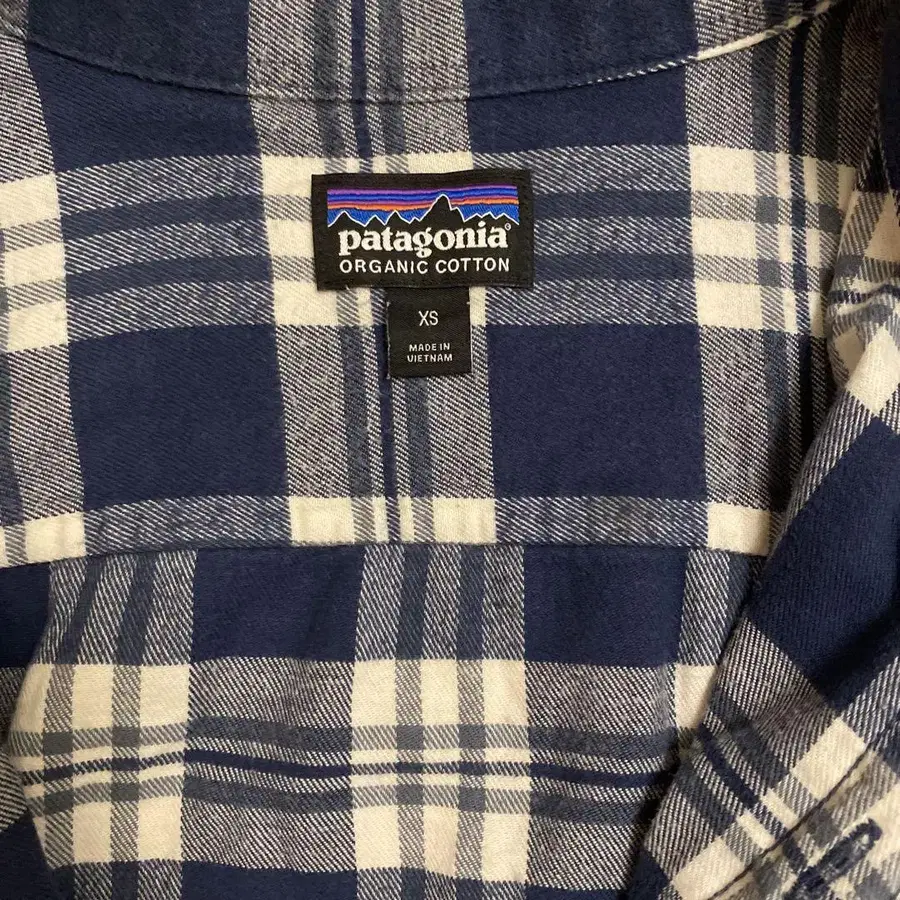 patagonia®
ORGANIC COTTON
XS
MADE IN
VIETNAM